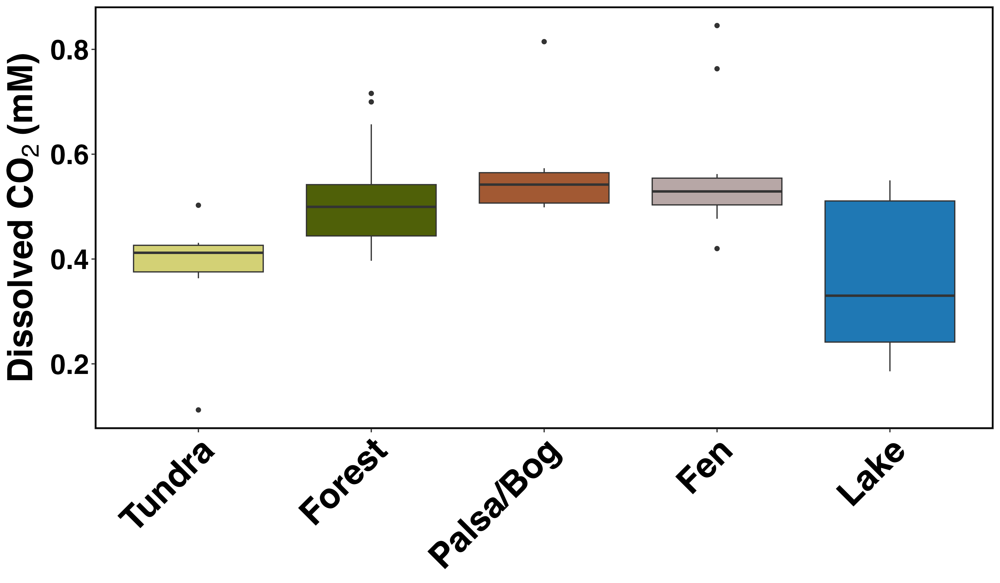 Dissolved CO₂ (mM)
0.8
0.6
0.4
0.2
Tundra
Forest
Palsa/Bog
Fen
Lake